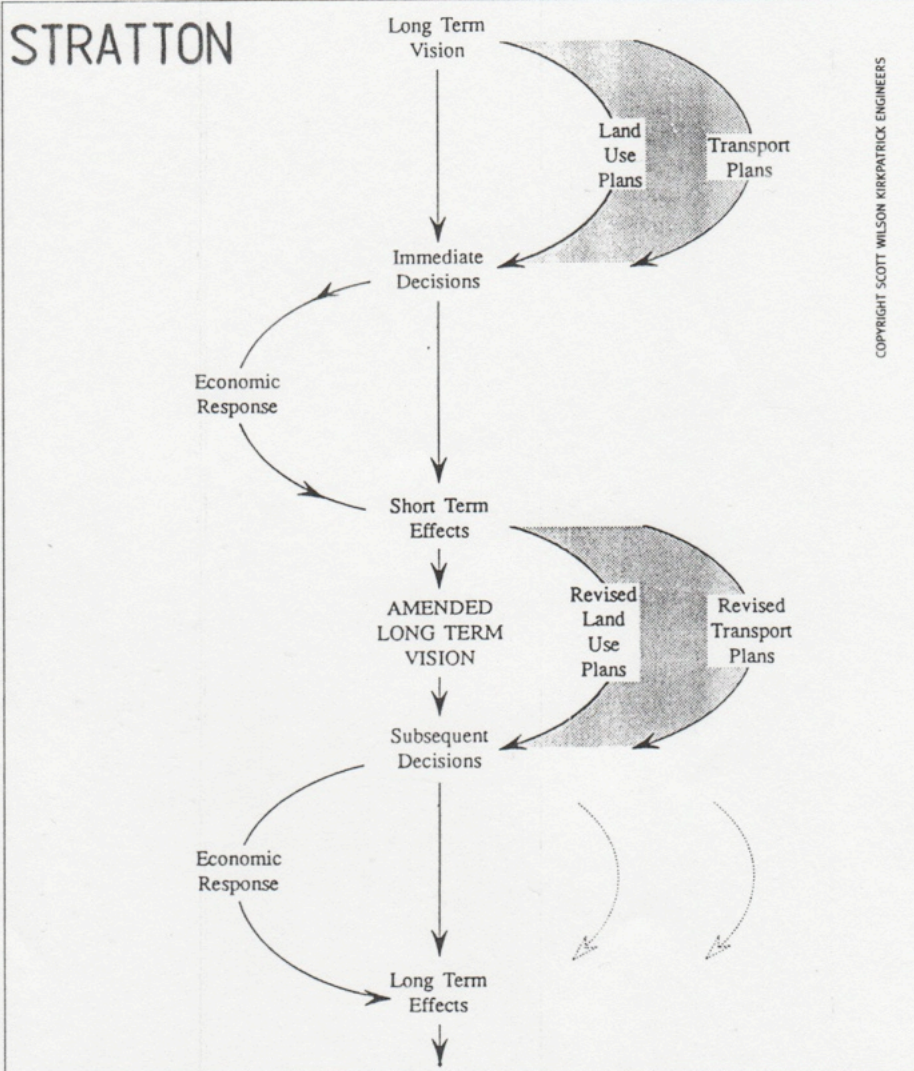 STRATTON
Long Term
Vision
Land
Use
Plans
Transport
Plans
COPYRIGHT SCOTT WILSON KIRKPATRICK ENGINEERS
Immediate
Decisions
Economic
Response
Short Term
Effects
AMENDED
LONG TERM
VISION
Revised
Land
Use
Plans
Revised
Transport
Plans
Subsequent
Decisions
Economic
Response
Long Term
Effects